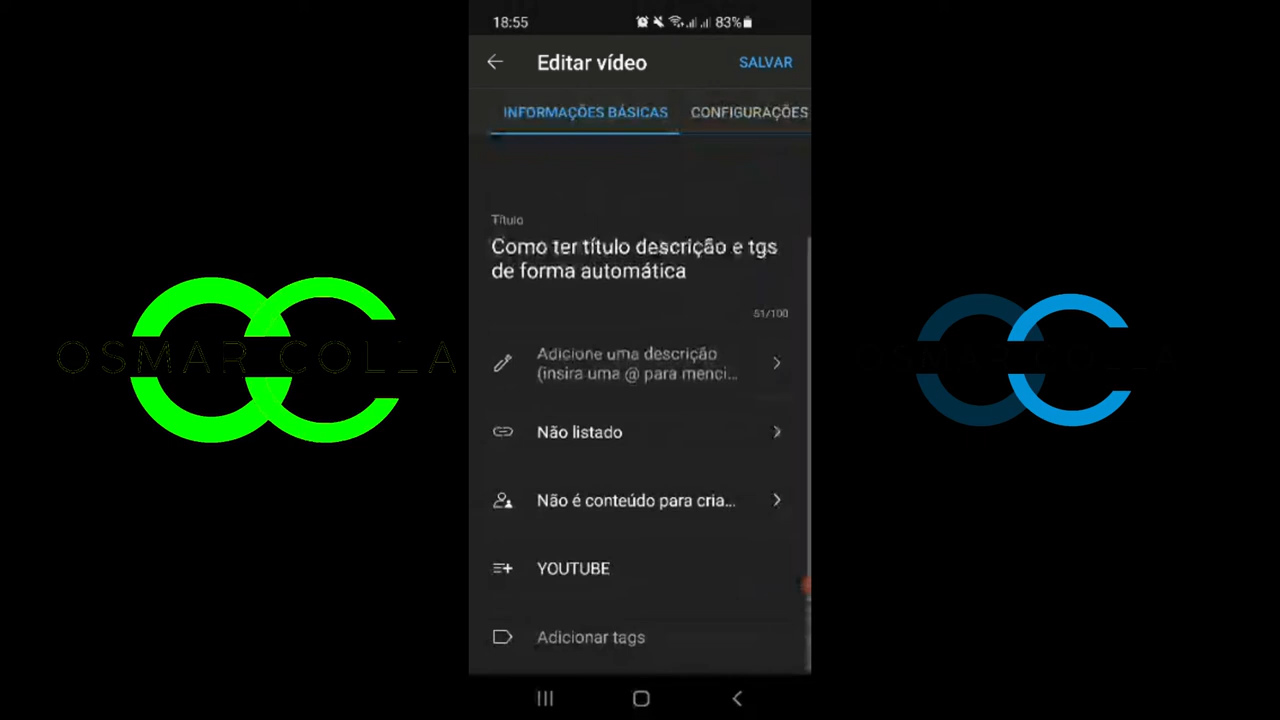 18:55
83%
Editar vídeo
SALVAR
INFORMAÇÕES BÁSICAS
CONFIGURAÇÕES
Título
Como ter título descrição e tgs
de forma automática
51/100
Adicione uma descrição
(insira uma @ para menci...
Não listado
Não é conteúdo para cria...
YOUTUBE
Adicionar tags
OSMAR COLLA
OSMAR COLLA